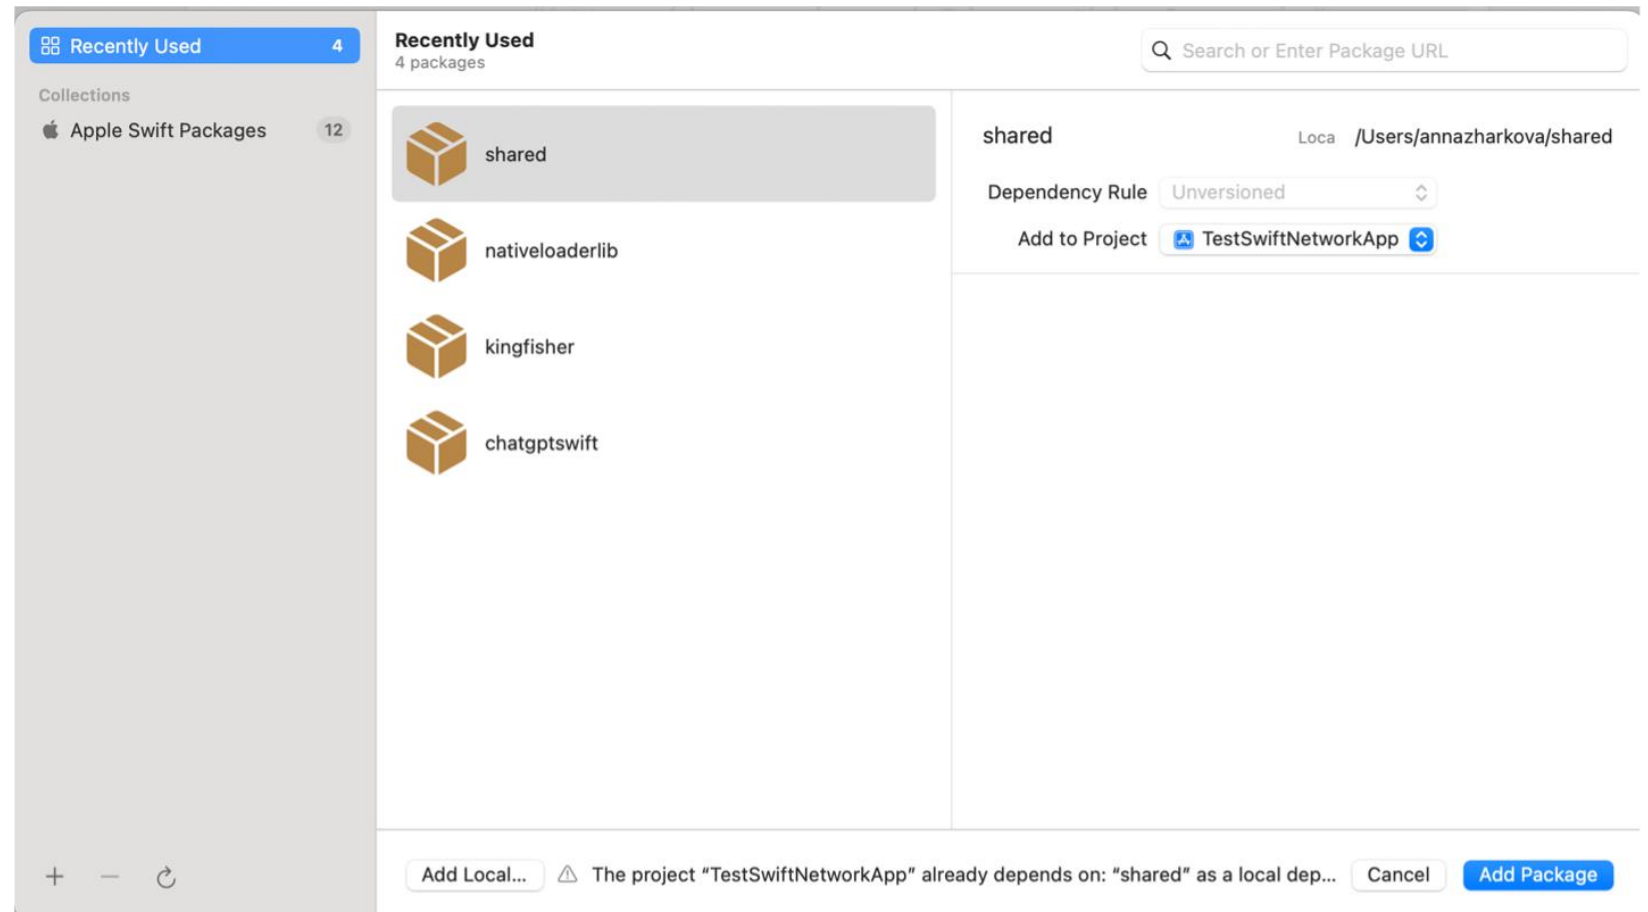 Recently Used 4
Collections
Apple Swift Packages 12
Recently Used
4 packages
Search or Enter Package URL
shared
nativeloaderlib
kingfisher
chatgptswift
shared Loca /Users/annazharkova/shared
Dependency Rule Unversioned
Add to Project TestSwiftNetworkApp
Add Local... The project “TestSwiftNetworkApp” already depends on: “shared” as a local dep... Cancel Add Package